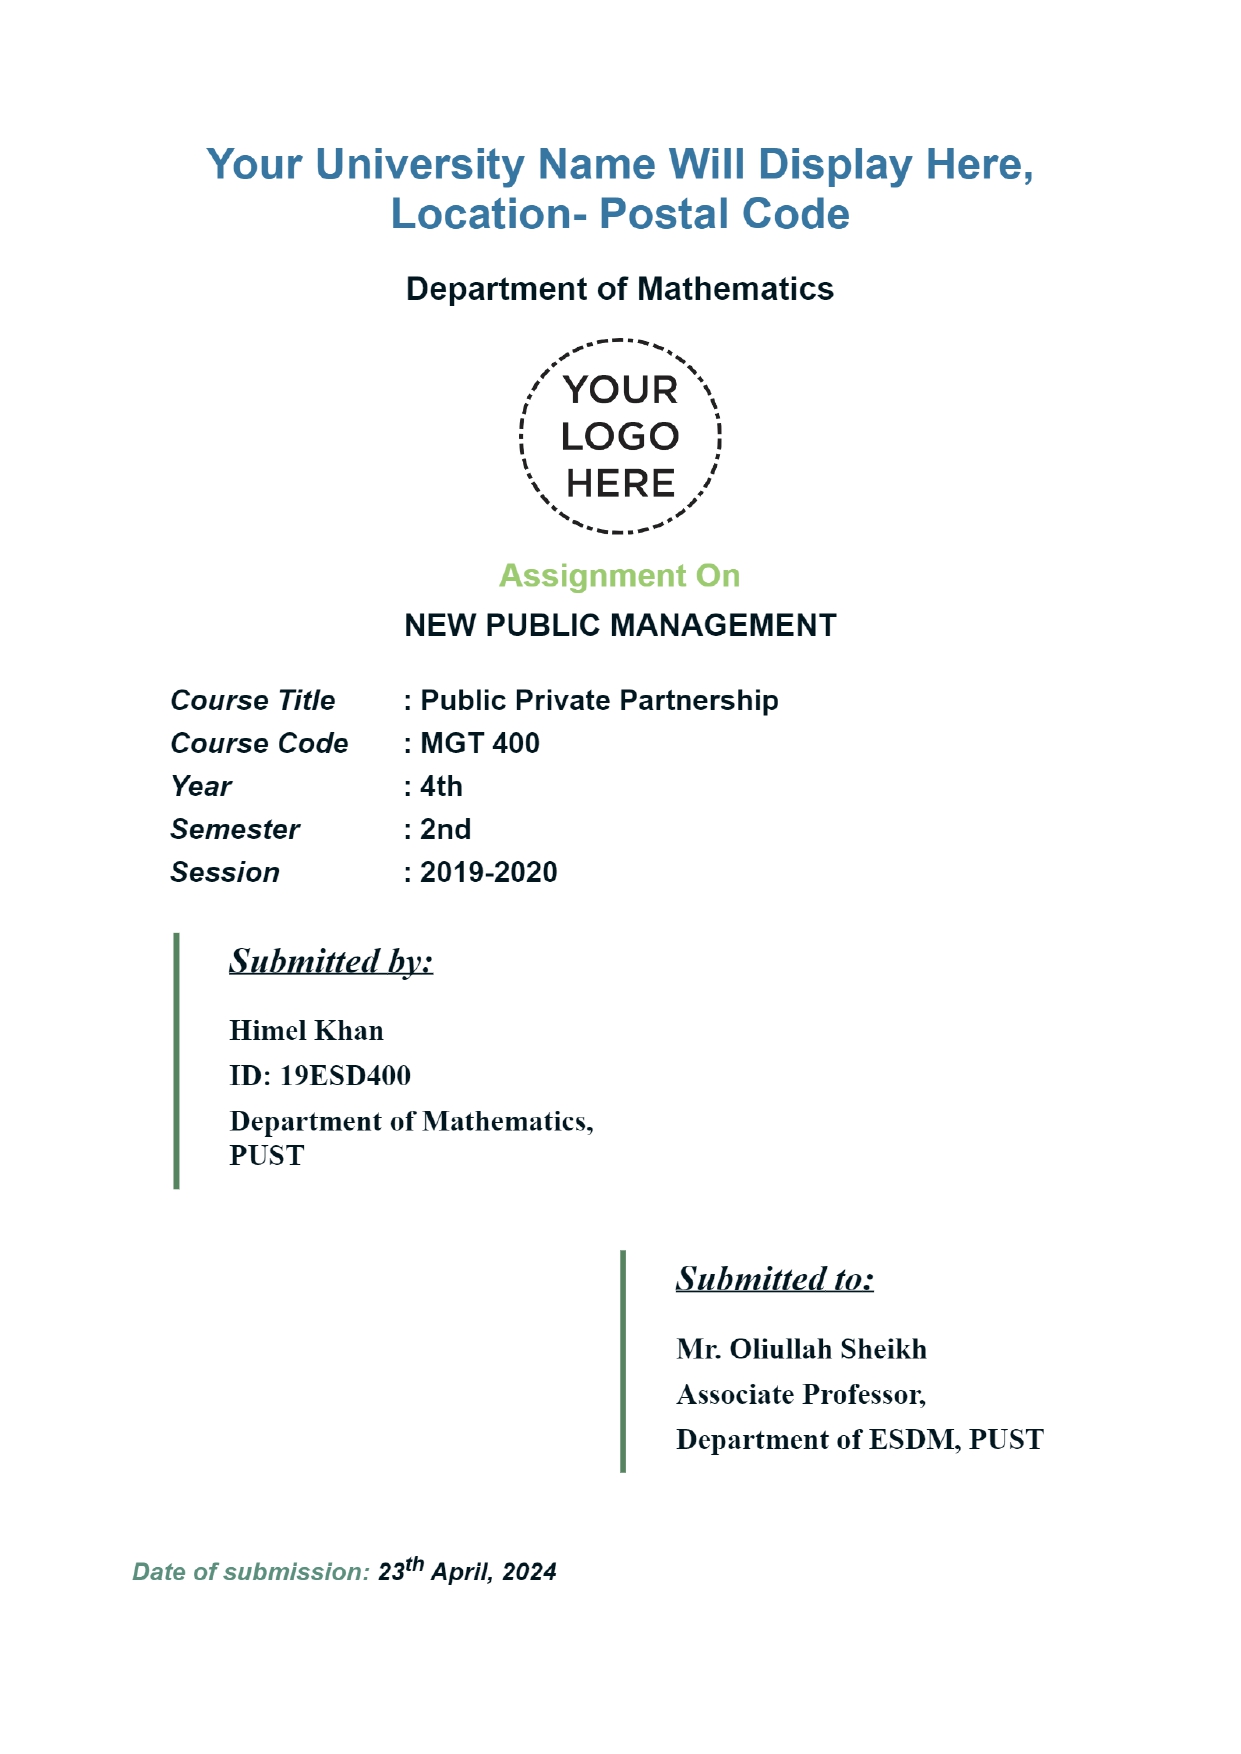 Your University Name Will Display Here,
Location- Postal Code
Department of Mathematics
YOUR
LOGO
HERE
Assignment On
NEW PUBLIC MANAGEMENT
Course Title : Public Private Partnership
Course Code : MGT 400
Year : 4th
Semester : 2nd
Session : 2019-2020
Submitted by:
Himel Khan
ID: 19ESD400
Department of Mathematics,
PUST
Submitted to:
Mr. Oliullah Sheikh
Associate Professor,
Department of ESDM, PUST
Date of submission: 23th April, 2024